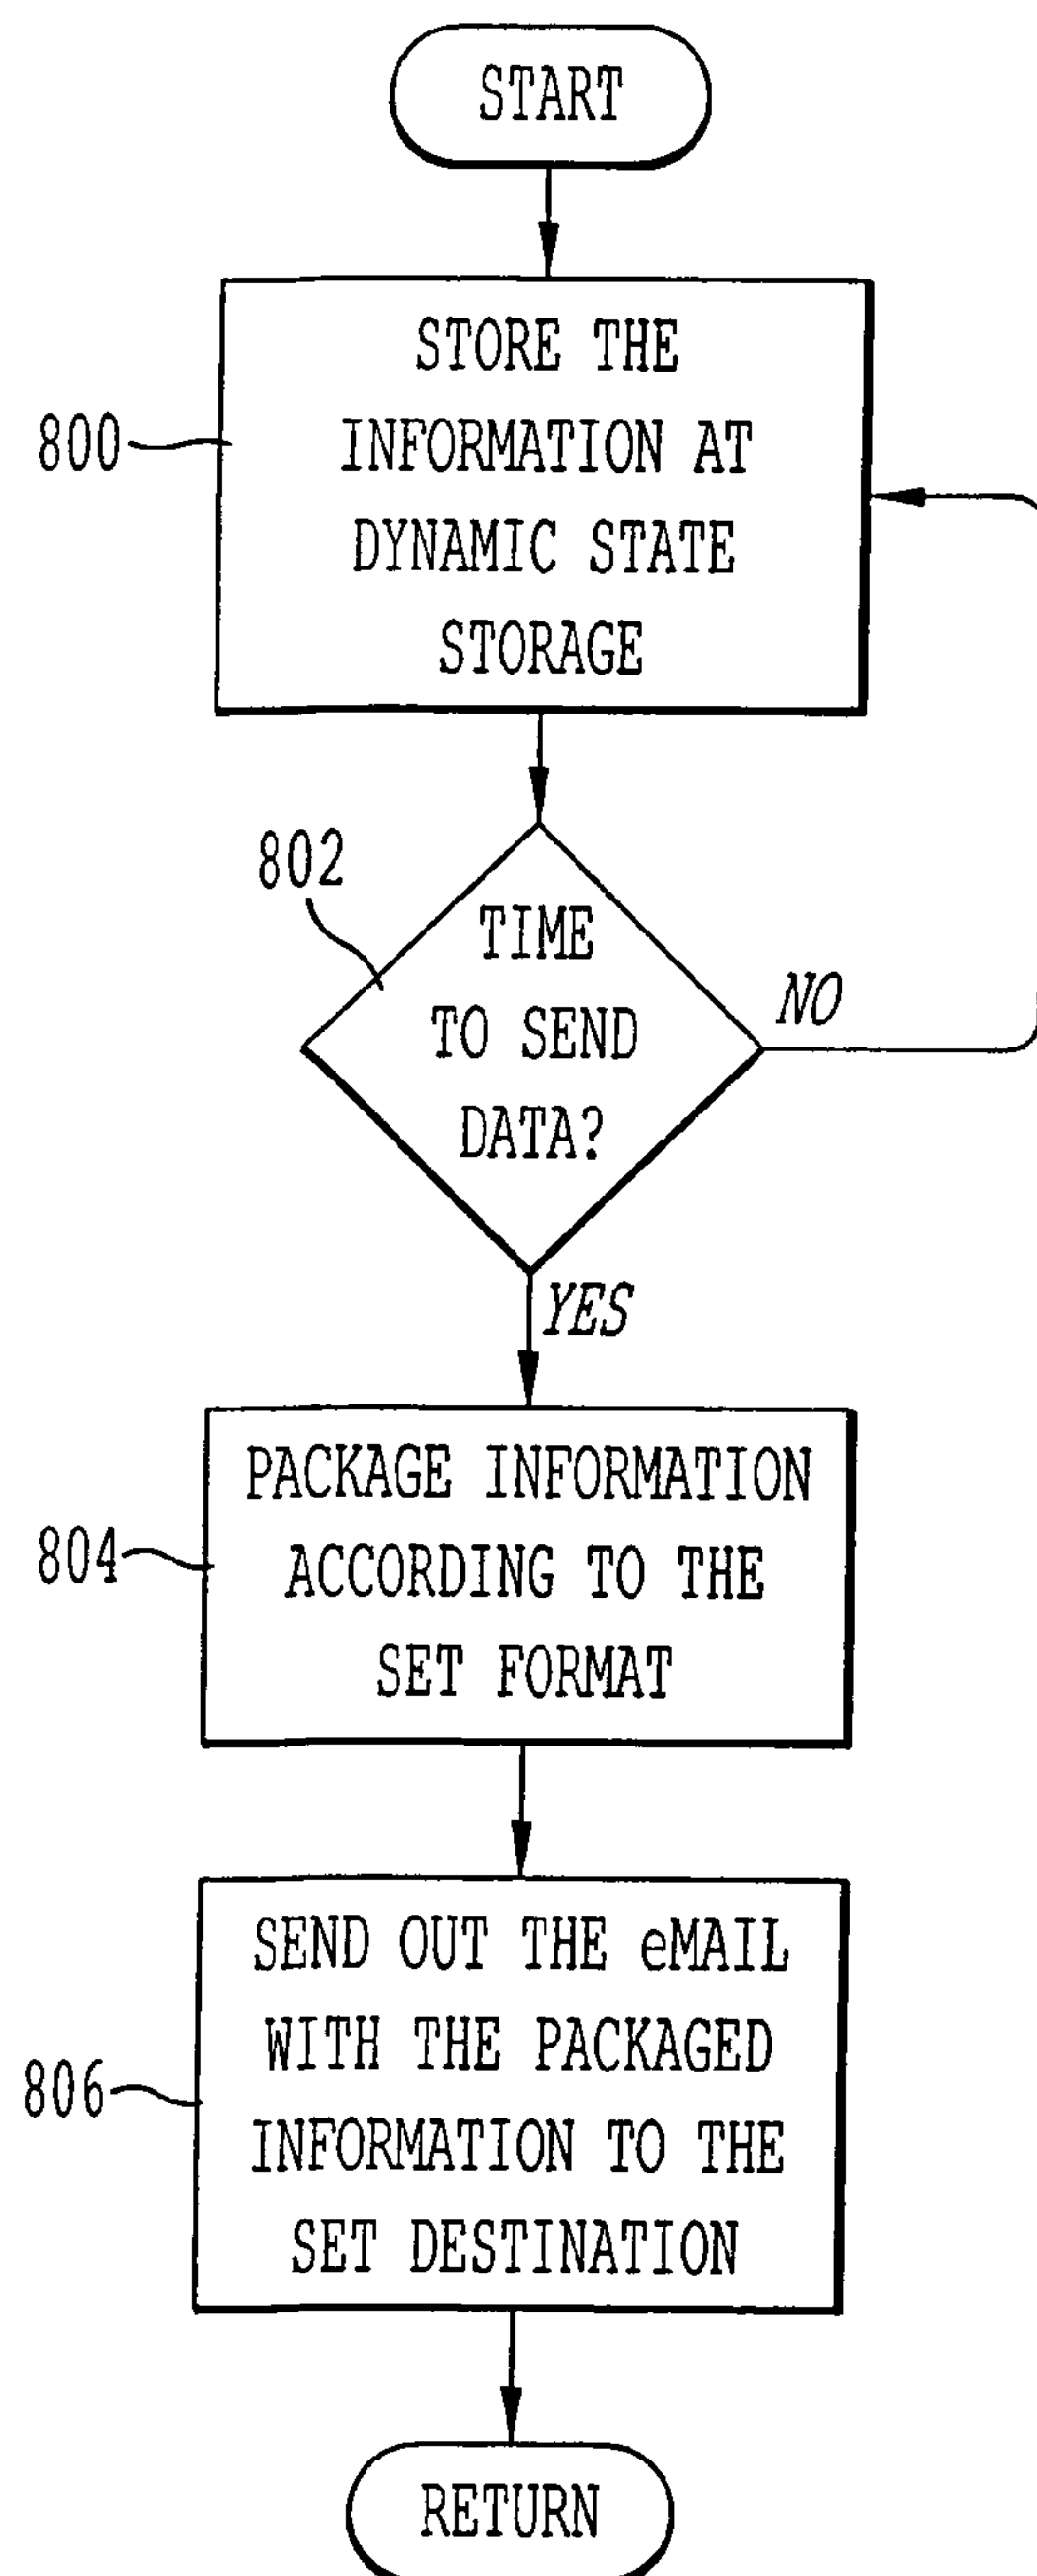 START
800
STORE THE
INFORMATION AT
DYNAMIC STATE
STORAGE
802
TIME
TO SEND
DATA?
NO
YES
804
PACKAGE INFORMATION
ACCORDING TO THE
SET FORMAT
806
SEND OUT THE eMAIL
WITH THE PACKAGED
INFORMATION TO THE
SET DESTINATION
RETURN